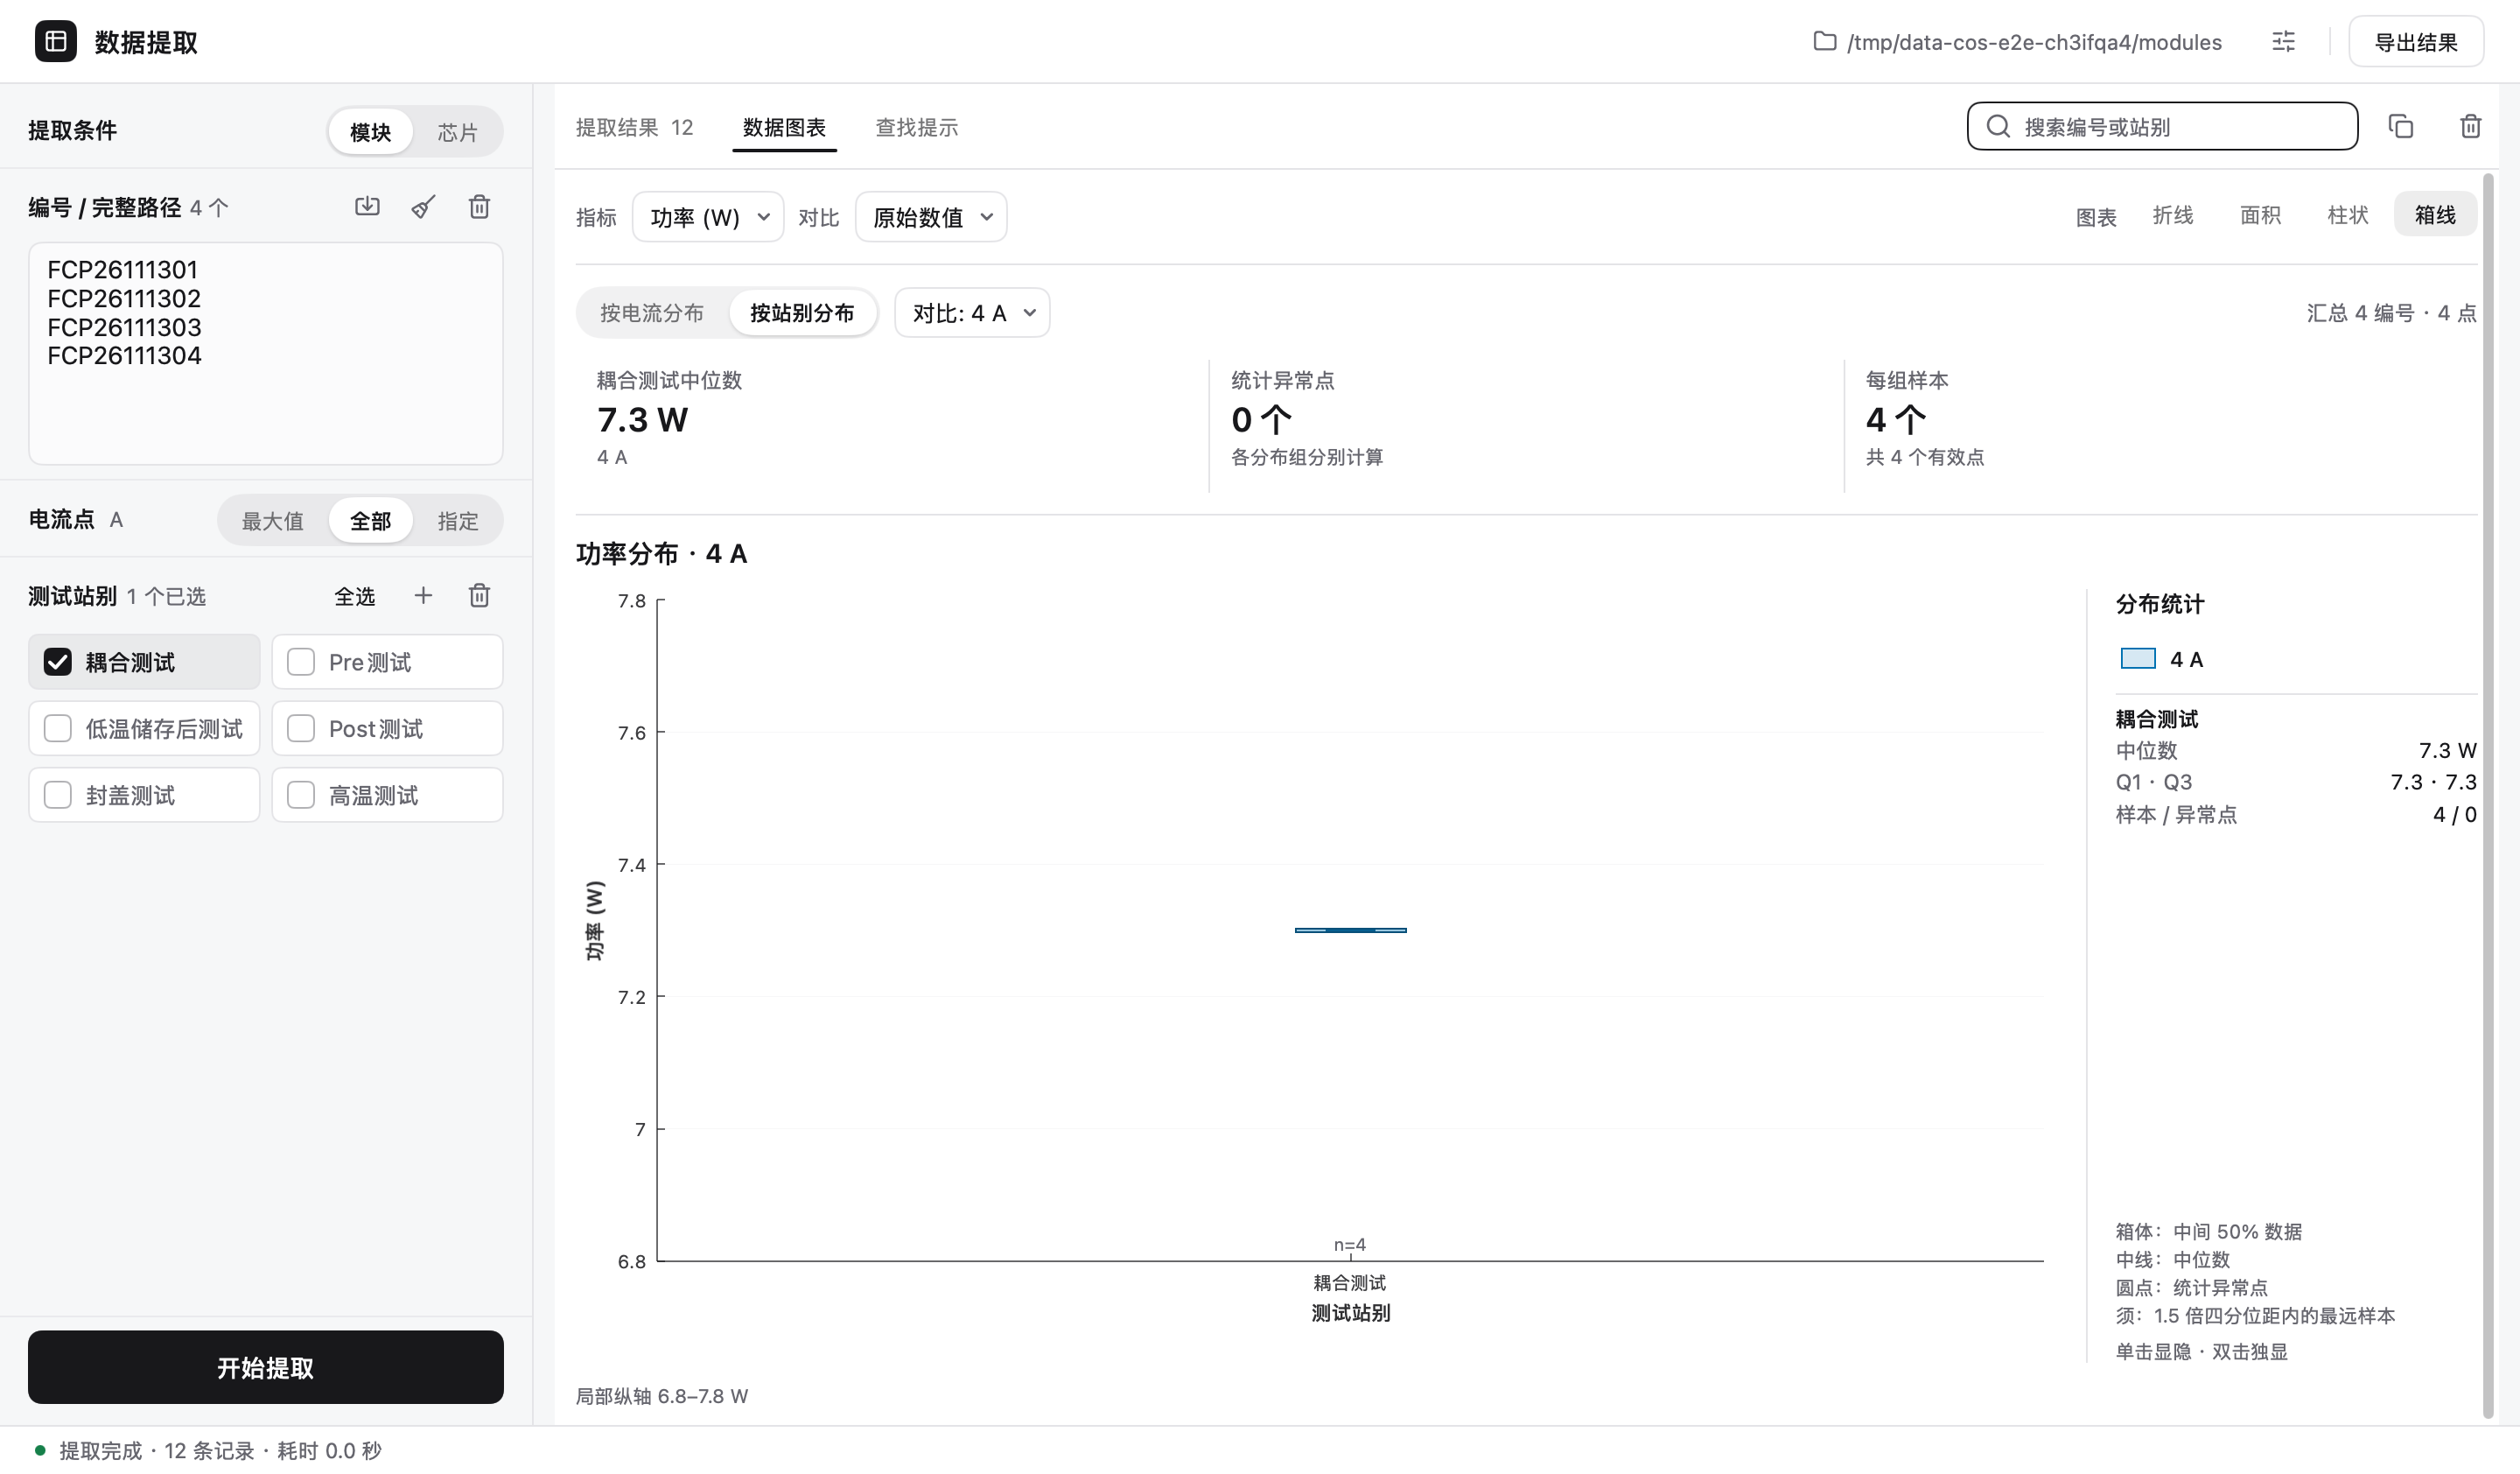 数据提取
/tmp/data-cos-e2e-ch3ifqa4/modules
导出结果
提取条件
模块
芯片
编号 / 完整路径 4 个
FCP26111301
FCP26111302
FCP26111303
FCP26111304
电流点 A
最大值
全部
指定
测试站别 1 个已选
全选
耦合测试
Pre测试
低温储存后测试
Post测试
封盖测试
高温测试
开始提取
提取结果 12
数据图表
查找提示
搜索编号或站别
指标
功率 (W)
对比
原始数值
图表
折线
面积
柱状
箱线
按电流分布
按站别分布
对比: 4 A
汇总 4 编号 · 4 点
耦合测试中位数
7.3 W
4 A
统计异常点
0 个
各分布组分别计算
每组样本
4 个
共 4 个有效点
功率分布 · 4 A
功率 (W)
7.8
7.6
7.4
7.2
7
6.8
n=4
耦合测试
测试站别
分布统计
4 A
耦合测试
中位数 7.3 W
Q1 · Q3 7.3 · 7.3
样本 / 异常点 4 / 0
箱体：中间 50% 数据
中线：中位数
圆点：统计异常点
须：1.5 倍四分位距内的最远样本
单击显隐 · 双击独显
局部纵轴 6.8–7.8 W
提取完成 · 12 条记录 · 耗时 0.0 秒